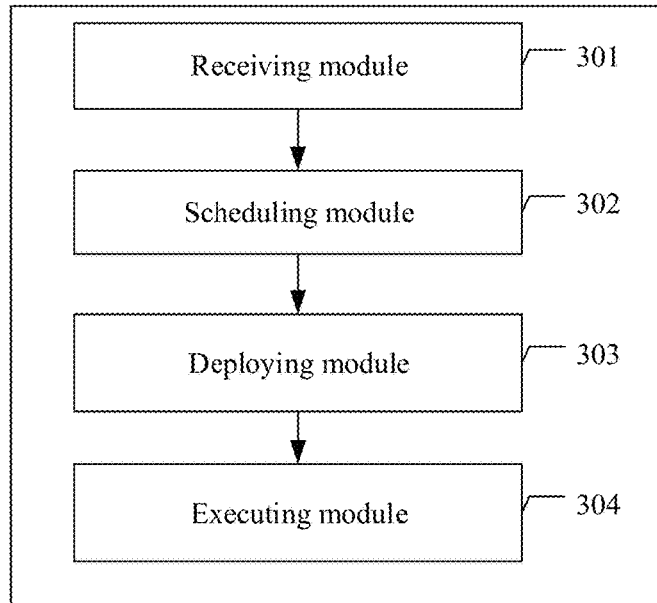 Receiving module 301
Scheduling module 302
Deploying module 303
Executing module 304